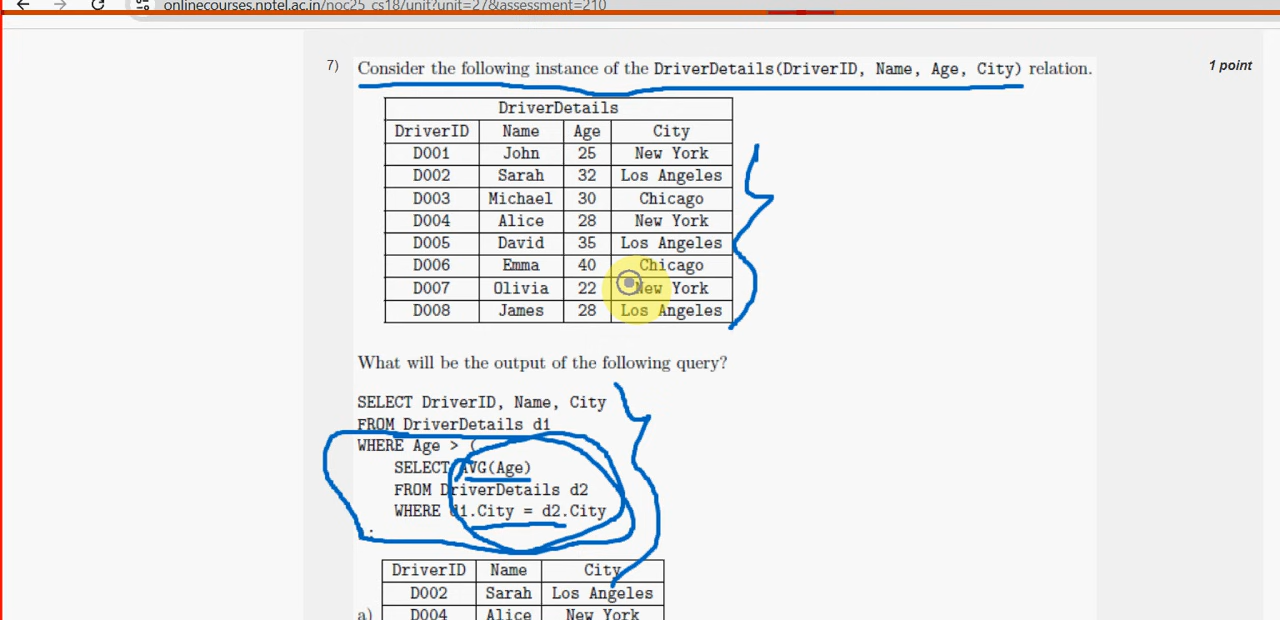 onlinecourses.nptel.ac.in/noc25_cs18/unit?unit=27&assessment=210
7) Consider the following instance of the DriverDetails(DriverID, Name, Age, City) relation. 1 point
DriverDetails
DriverID Name Age City
D001 John 25 New York
D002 Sarah 32 Los Angeles
D003 Michael 30 Chicago
D004 Alice 28 New York
D005 David 35 Los Angeles
D006 Emma 40 Chicago
D007 Olivia 22 New York
D008 James 28 Los Angeles
What will be the output of the following query?
SELECT DriverID, Name, City
FROM DriverDetails d1
WHERE Age > (
SELECT AVG(Age)
FROM DriverDetails d2
WHERE d1.City = d2.City
;
DriverID Name City
D002 Sarah Los Angeles
a) D004 Alice New York